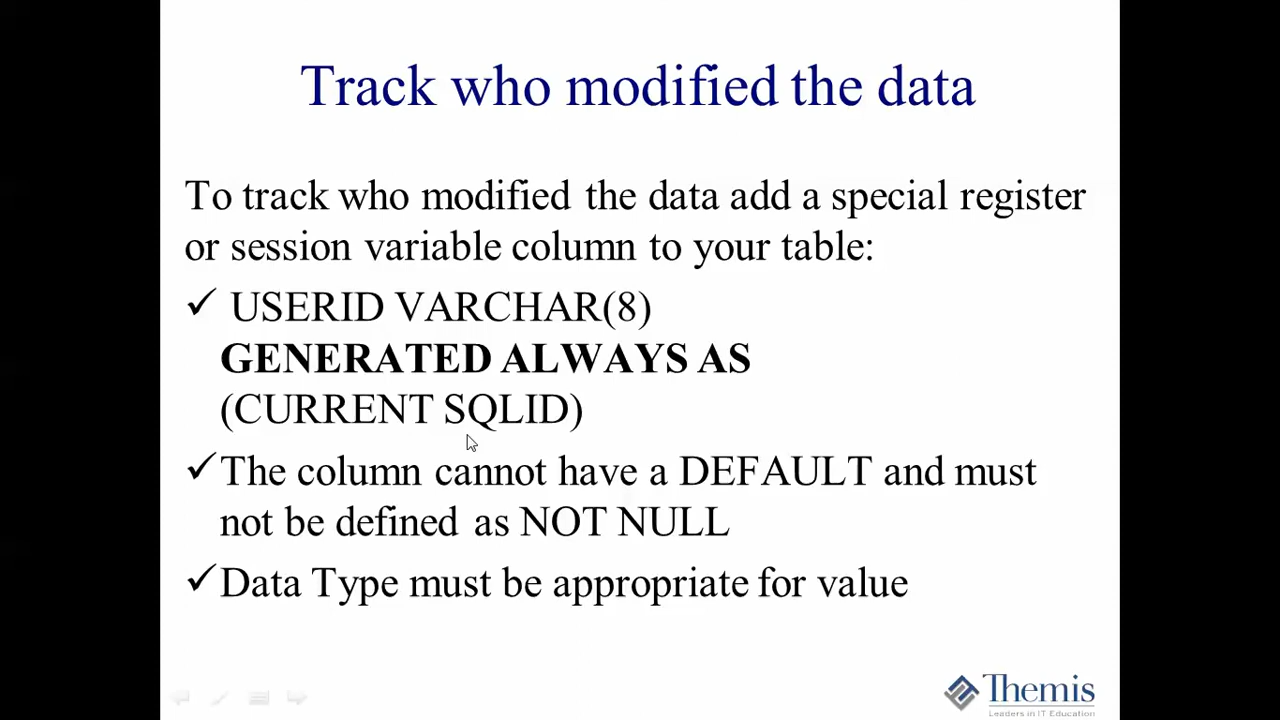 Track who modified the data
To track who modified the data add a special register
or session variable column to your table:
✓ USERID VARCHAR(8)
GENERATED ALWAYS AS
(CURRENT SQLID)
✓ The column cannot have a DEFAULT and must
not be defined as NOT NULL
✓ Data Type must be appropriate for value
Themis
Leaders in IT Education